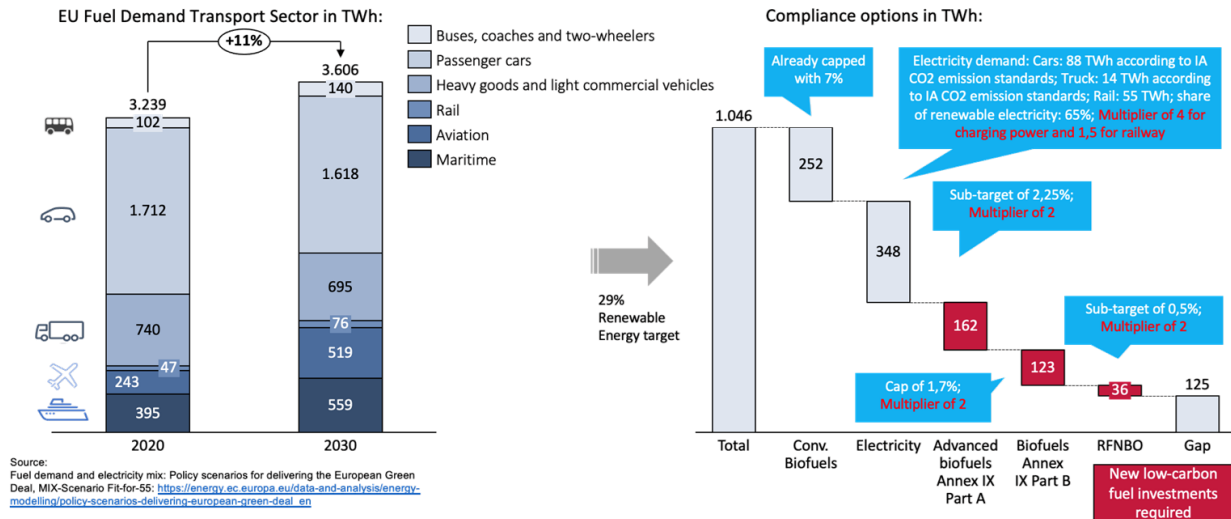 EU Fuel Demand Transport Sector in TWh:
+11%
3.239
102
1.712
740
47
243
395
2020
3.606
140
1.618
695
76
519
559
2030
Buses, coaches and two-wheelers
Passenger cars
Heavy goods and light commercial vehicles
Rail
Aviation
Maritime
Source:
Fuel demand and electricity mix: Policy scenarios for delivering the European Green
Deal, MIX-Scenario Fit-for-55: https://energy.ec.europa.eu/data-and-analysis/energy-
modelling/policy-scenarios-delivering-european-green-deal_en
29%
Renewable
Energy target
Compliance options in TWh:
Already capped
with 7%
Electricity demand: Cars: 88 TWh according to IA
CO2 emission standards; Truck: 14 TWh according
to IA CO2 emission standards; Rail: 55 TWh; share
of renewable electricity: 65%; Multiplier of 4 for
charging power and 1,5 for railway
Sub-target of 2,25%;
Multiplier of 2
Sub-target of 0,5%;
Multiplier of 2
Cap of 1,7%;
Multiplier of 2
1.046
252
348
162
123
36
125
Total
Conv.
Biofuels
Electricity
Advanced
biofuels
Annex IX
Part A
Biofuels
Annex
IX Part B
RFNBO
Gap
New low-carbon
fuel investments
required